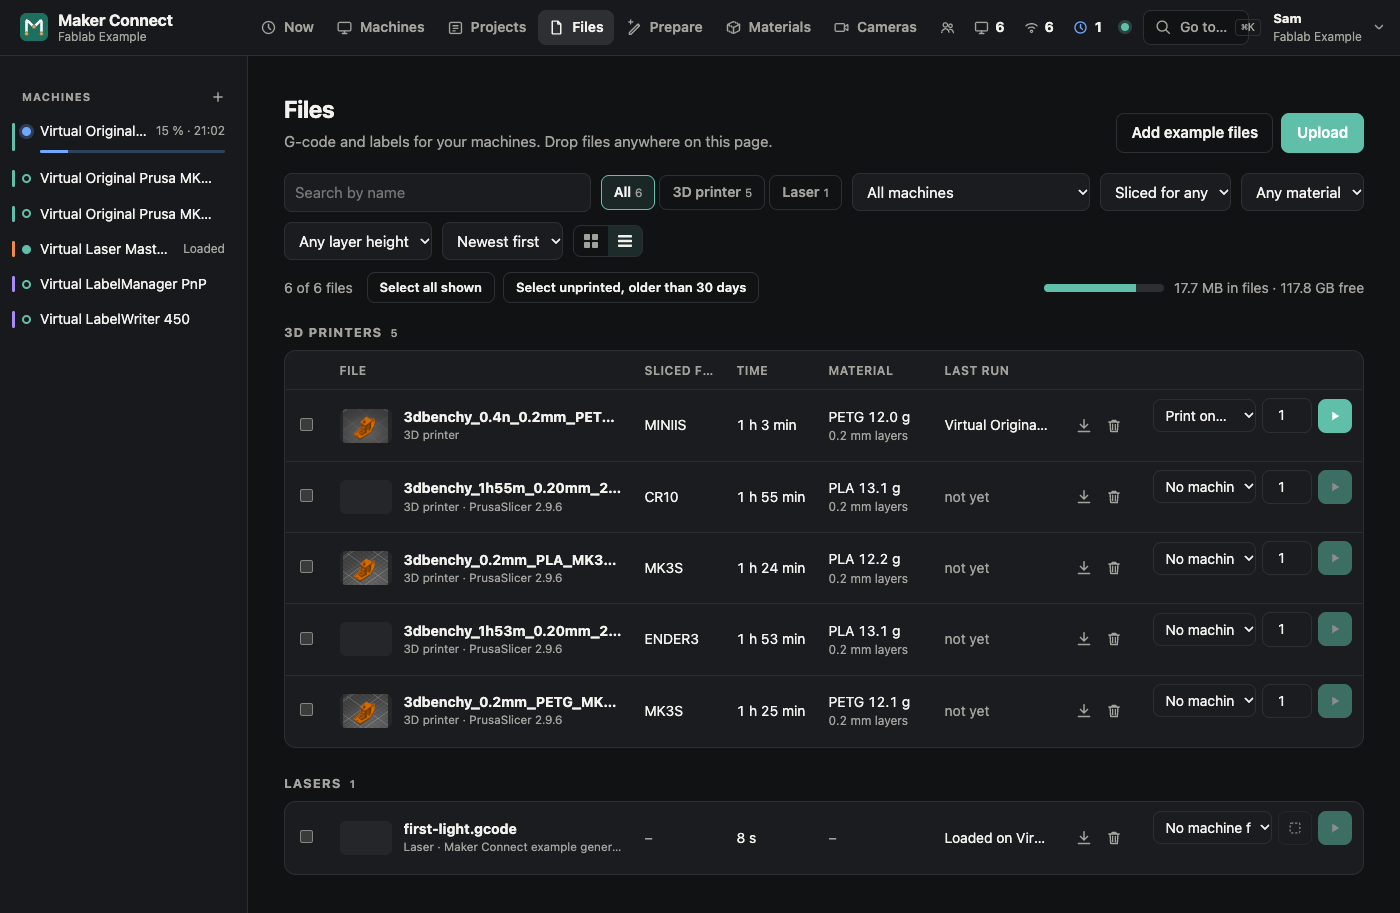 Maker Connect
Fablab Example
Now
Machines
Projects
Files
Prepare
Materials
Cameras
6
6
1
Go to...
⌘K
Sam
Fablab Example
MACHINES
Virtual Original... 15 % · 21:02
Virtual Original Prusa MK...
Virtual Original Prusa MK...
Virtual Laser Mast... Loaded
Virtual LabelManager PnP
Virtual LabelWriter 450
Files
G-code and labels for your machines. Drop files anywhere on this page.
Add example files
Upload
Search by name
All 6
3D printer 5
Laser 1
All machines
Sliced for any
Any material
Any layer height
Newest first
6 of 6 files
Select all shown
Select unprinted, older than 30 days
17.7 MB in files · 117.8 GB free
3D PRINTERS 5
FILE SLICED F... TIME MATERIAL LAST RUN
3dbenchy_0.4n_0.2mm_PET...
3D printer
MINIIS
1 h 3 min
PETG 12.0 g
0.2 mm layers
Virtual Origina...
Print on...
1
3dbenchy_1h55m_0.20mm_2...
3D printer · PrusaSlicer 2.9.6
CR10
1 h 55 min
PLA 13.1 g
0.2 mm layers
not yet
No machin
1
3dbenchy_0.2mm_PLA_MK3...
3D printer · PrusaSlicer 2.9.6
MK3S
1 h 24 min
PLA 12.2 g
0.2 mm layers
not yet
No machin
1
3dbenchy_1h53m_0.20mm_2...
3D printer · PrusaSlicer 2.9.6
ENDER3
1 h 53 min
PLA 13.1 g
0.2 mm layers
not yet
No machin
1
3dbenchy_0.2mm_PETG_MK...
3D printer · PrusaSlicer 2.9.6
MK3S
1 h 25 min
PETG 12.1 g
0.2 mm layers
not yet
No machin
1
LASERS 1
first-light.gcode
Laser · Maker Connect example gener...
–
8 s
–
Loaded on Vir...
No machine f